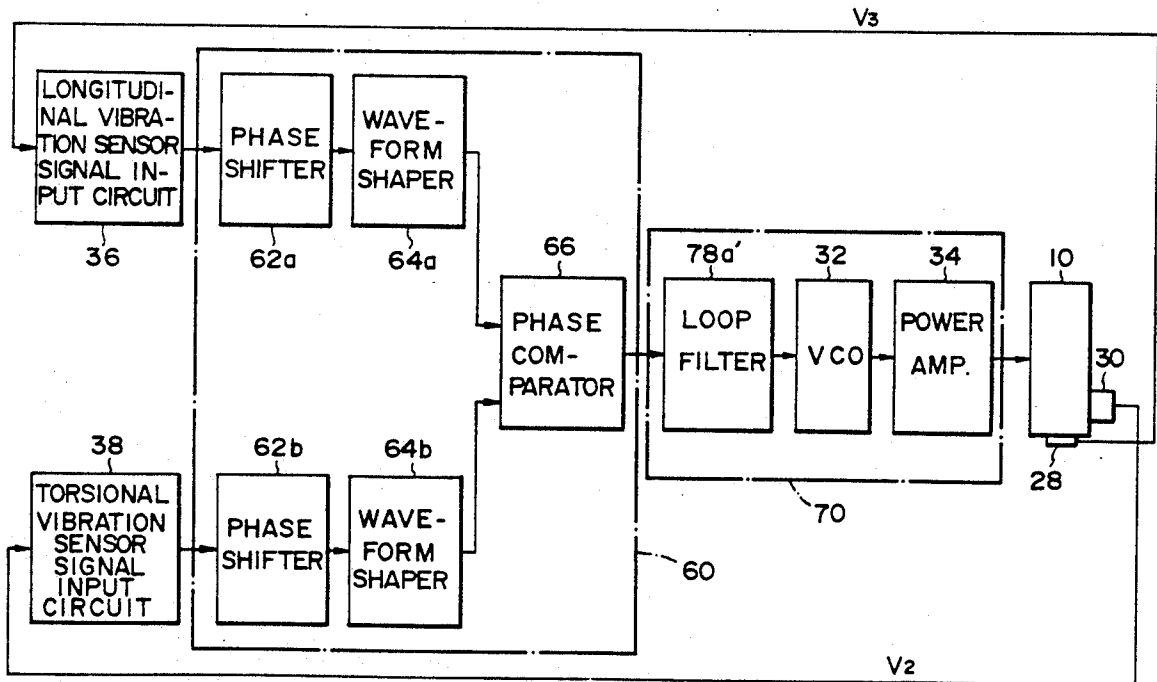 V3
LONGITUDI-
NAL VIBRA-
TION SENSOR
SIGNAL IN-
PUT CIRCUIT
36
PHASE
SHIFTER
62a
WAVE-
FORM
SHAPER
64a
66
PHASE
COM-
PARATOR
78a'
LOOP
FILTER
32
VCO
34
POWER
AMP.
10
30
28
70
60
38
TORSIONAL
VIBRATION
SENSOR
SIGNAL
INPUT
CIRCUIT
62b
PHASE
SHIFTER
64b
WAVE-
FORM
SHAPER
V2